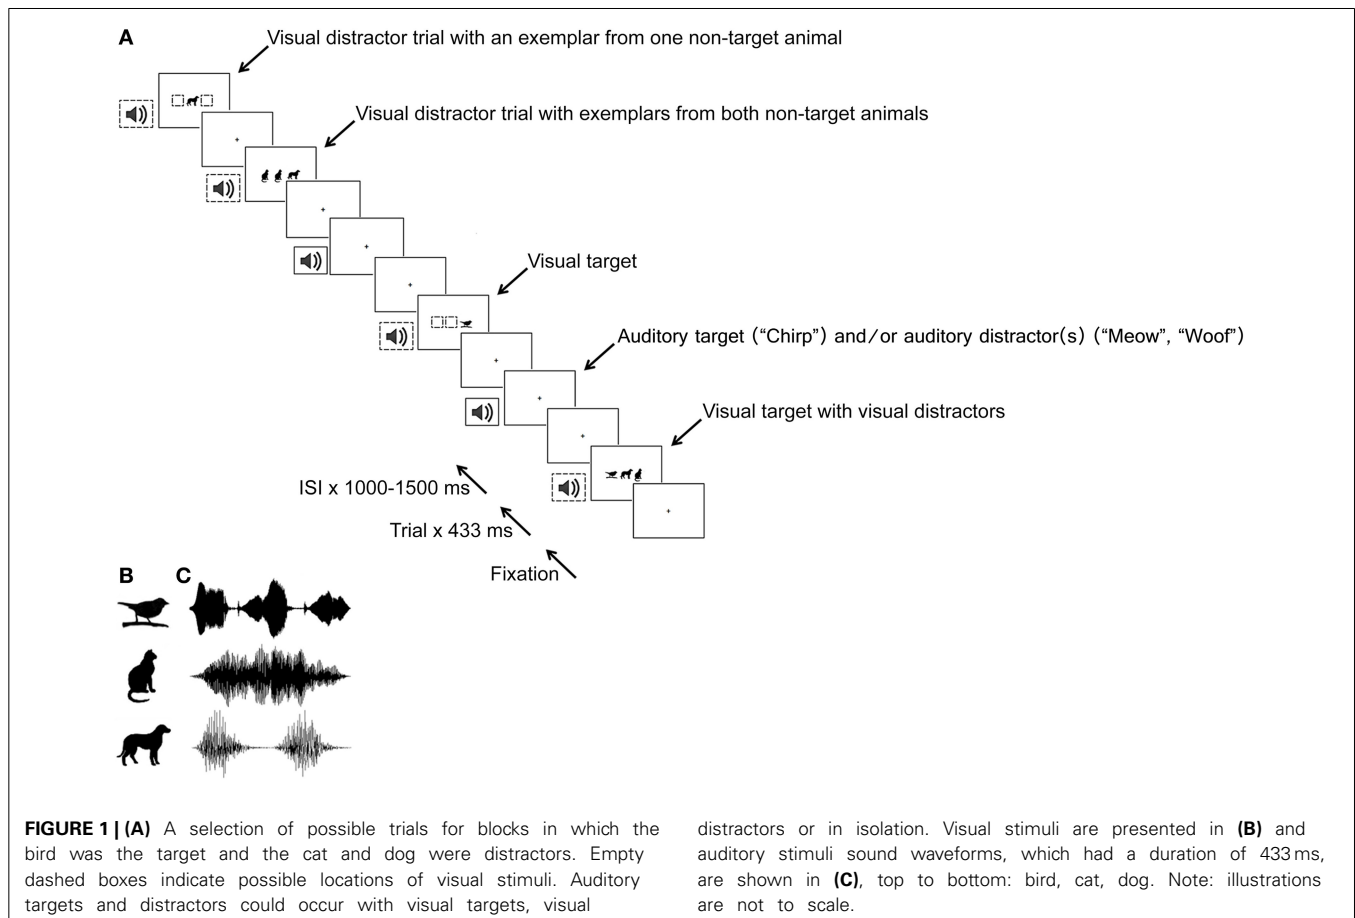 A
Visual distractor trial with an exemplar from one non-target animal
Visual distractor trial with exemplars from both non-target animals
Visual target
Auditory target (“Chirp”) and/or auditory distractor(s) (“Meow”, “Woof”)
Visual target with visual distractors
ISI x 1000-1500 ms
Trial x 433 ms
Fixation
B
C
FIGURE 1 | (A) A selection of possible trials for blocks in which the
bird was the target and the cat and dog were distractors. Empty
dashed boxes indicate possible locations of visual stimuli. Auditory
targets and distractors could occur with visual targets, visual
distractors or in isolation. Visual stimuli are presented in (B) and
auditory stimuli sound waveforms, which had a duration of 433 ms,
are shown in (C), top to bottom: bird, cat, dog. Note: illustrations
are not to scale.